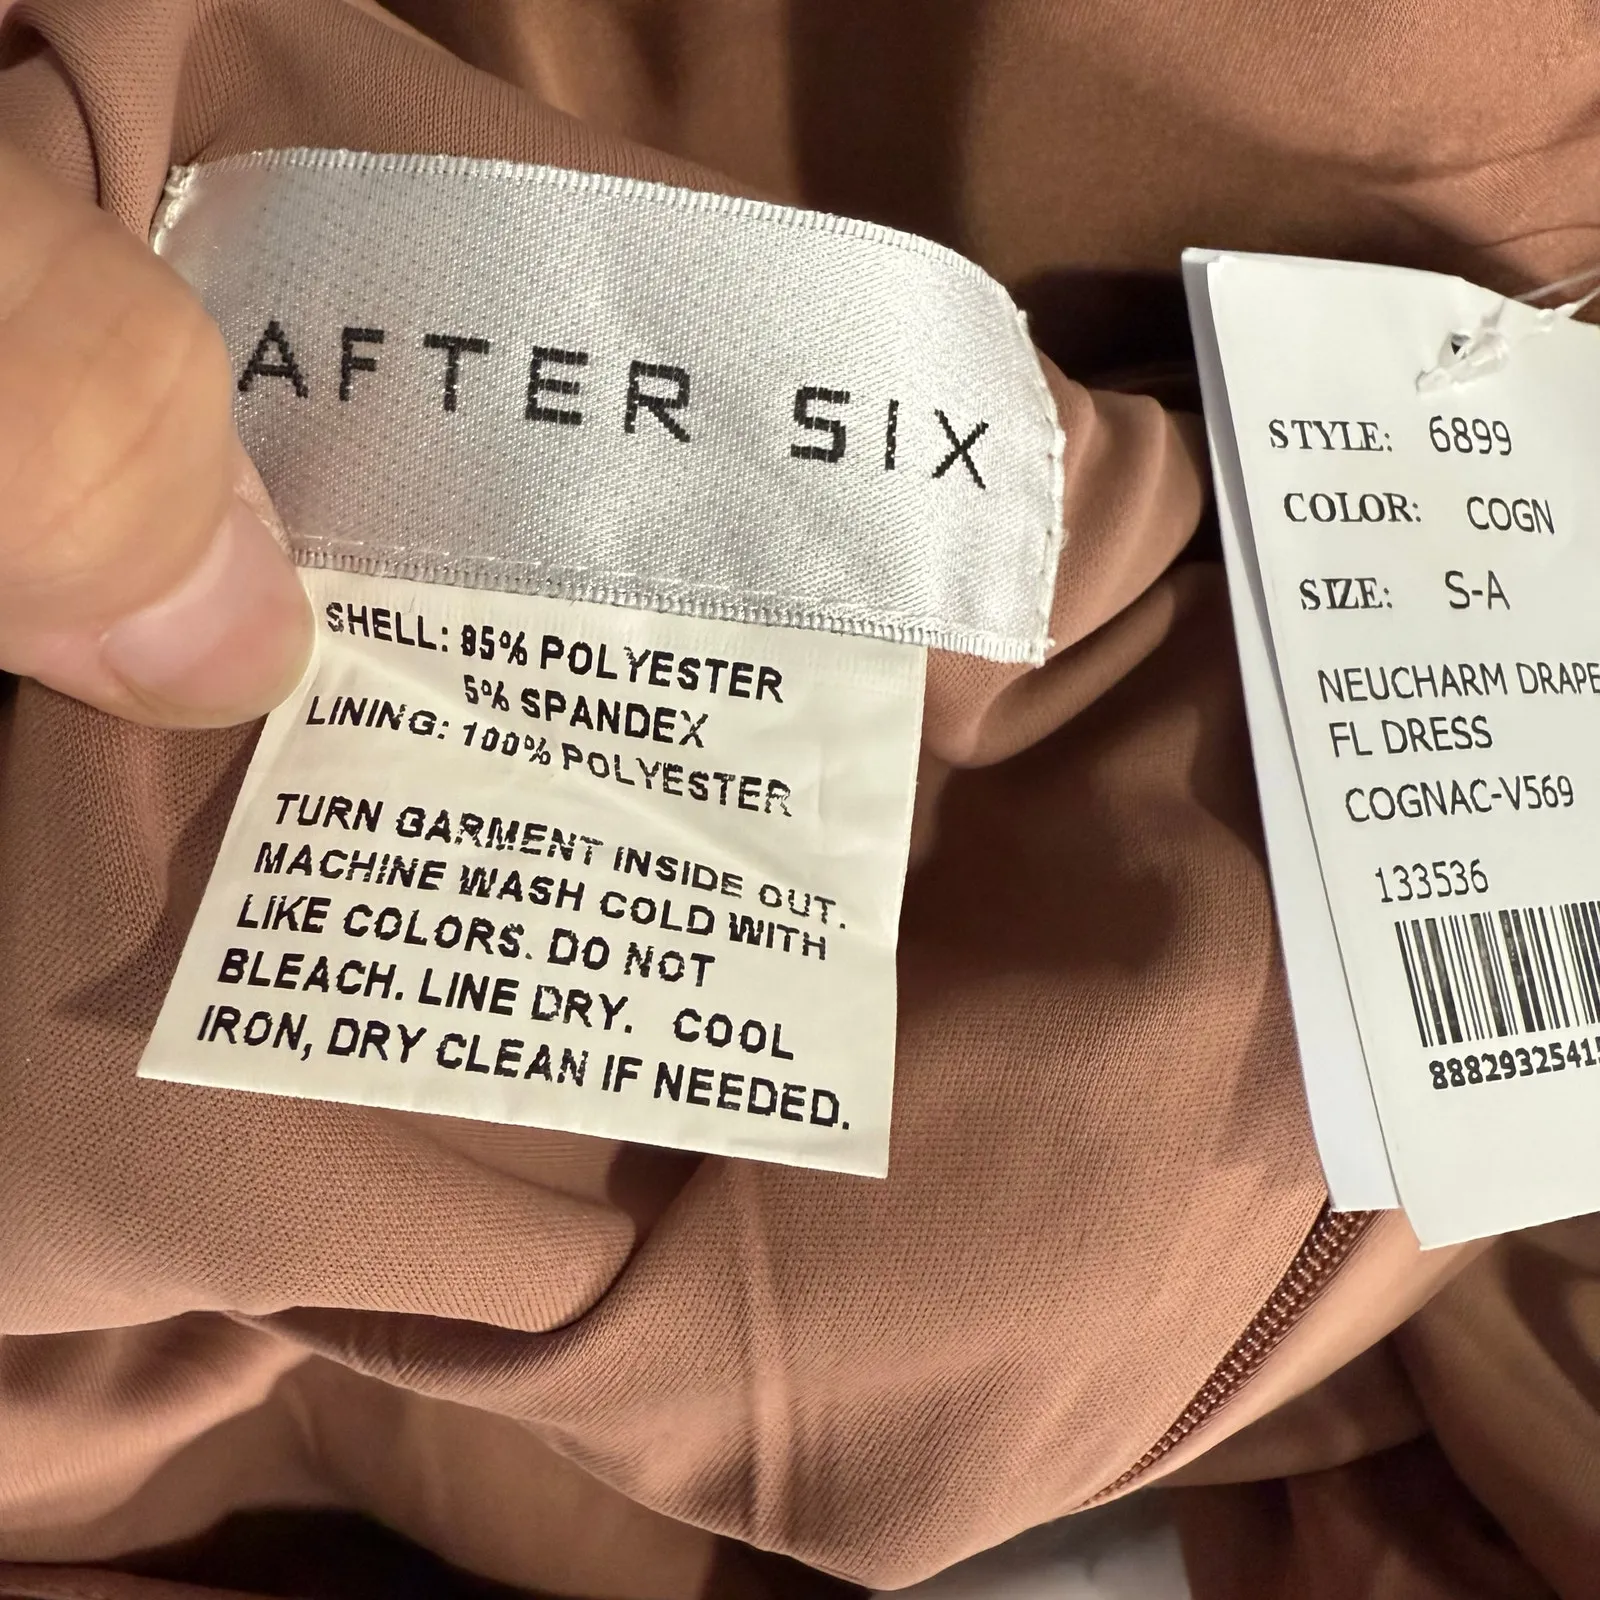 AFTER SIX
SHELL: 95% POLYESTER
5% SPANDEX
LINING: 100% POLYESTER
TURN GARMENT INSIDE OUT.
MACHINE WASH COLD WITH
LIKE COLORS. DO NOT
BLEACH. LINE DRY. COOL
IRON, DRY CLEAN IF NEEDED.
STYLE: 6899
COLOR: COGN
SIZE: S-A
NEUCHARM DRAPE
FL DRESS
COGNAC-V569
133536
88829325415